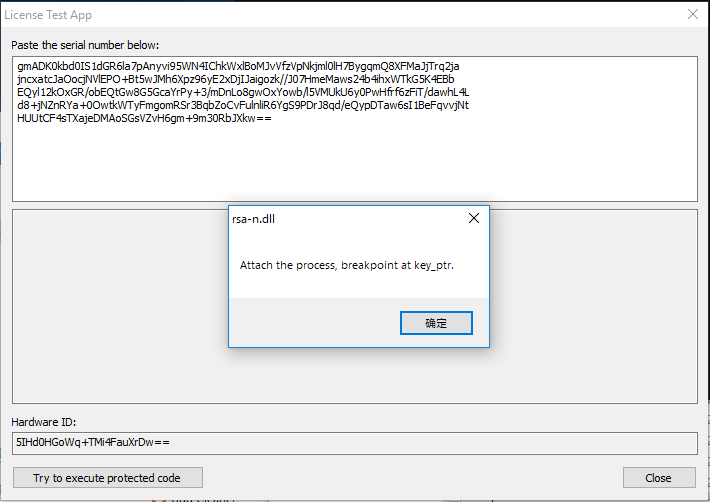 License Test App
Paste the serial number below:
gmADK0kbd0IS1dGR6la7pAnyvi95WN4IChkWxlBoMJvVfzVpNkjml0lH7BygqmQ8XFMaJjTrq2ja
jncxatcJaOocjNVlEPO+Bt5wJMh6Xpz96yE2xDjIJaigozk//J07HmeMaws24b4ihxWTkG5K4EBb
EQyl12kOxGR/obEQtGw8G5GcaYrPy+3/mDnLo8gwOxYowb/l5VMUkU6y0PwHfrf6zFiT/dawhL4L
d8+jNZnRYa+0OwtkWTyFmgomRSr3BqbZoCvFulnliR6YgS9PDrJ8qd/eQypDTaw6sI1BeFqvvjNt
HUUtCF4sTXajeDMAoSGsVZvH6gm+9m30RbJXkw==
rsa-n.dll
Attach the process, breakpoint at key_ptr.
确定
Hardware ID:
5IHd0HGoWq+TMi4FauXrDw==
Try to execute protected code
Close